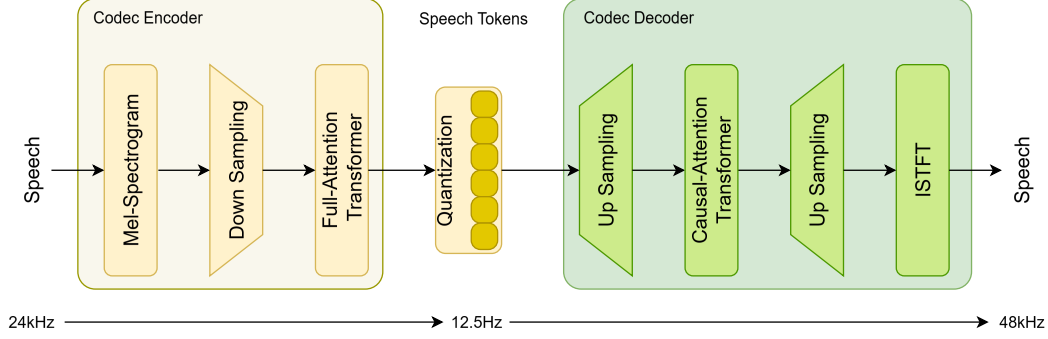 Codec Encoder
Speech Tokens
Codec Decoder
Speech
Mel-Spectrogram
Down Sampling
Full-Attention
Transformer
Quantization
Up Sampling
Causal-Attention
Transformer
Up Sampling
ISTFT
Speech
24kHz
12.5Hz
48kHz